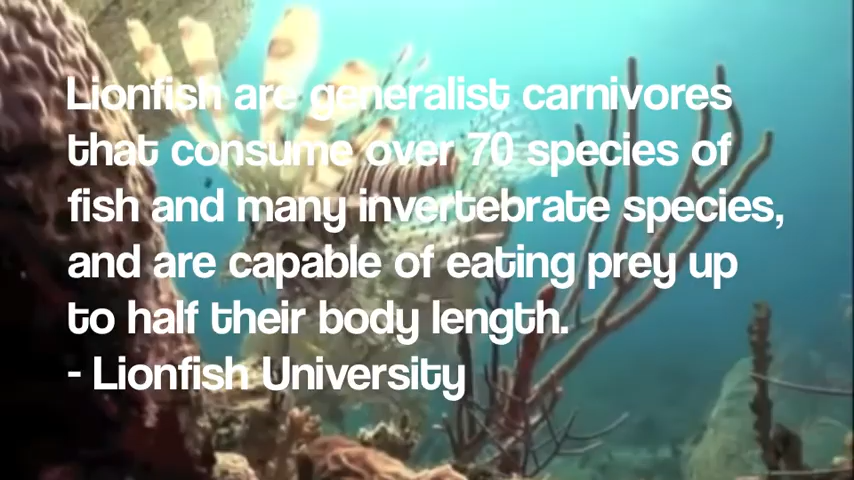 Lionfish are generalist carnivores
that consume over 70 species of
fish and many invertebrate species,
and are capable of eating prey up
to half their body length.
- Lionfish University